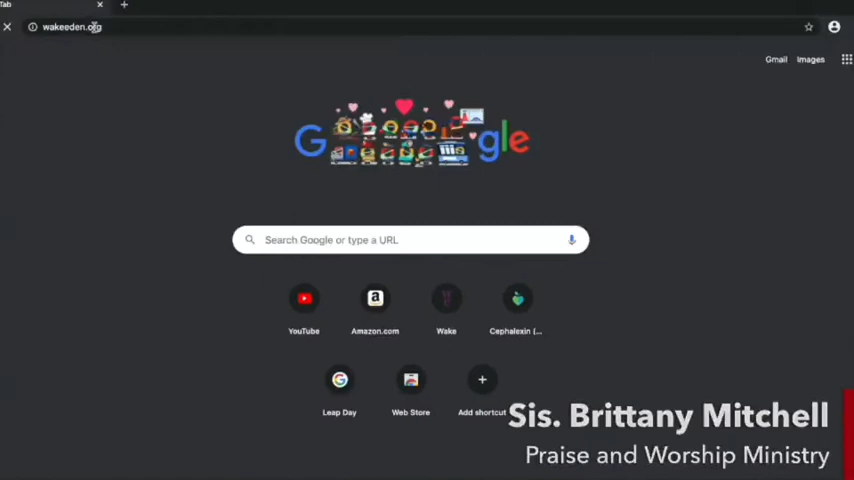 Tab
wakeeden.org
Gmail Images
Search Google or type a URL
YouTube Amazon.com Wake Cephalexin (...
Leap Day Web Store Add shortcut
Sis. Brittany Mitchell
Praise and Worship Ministry